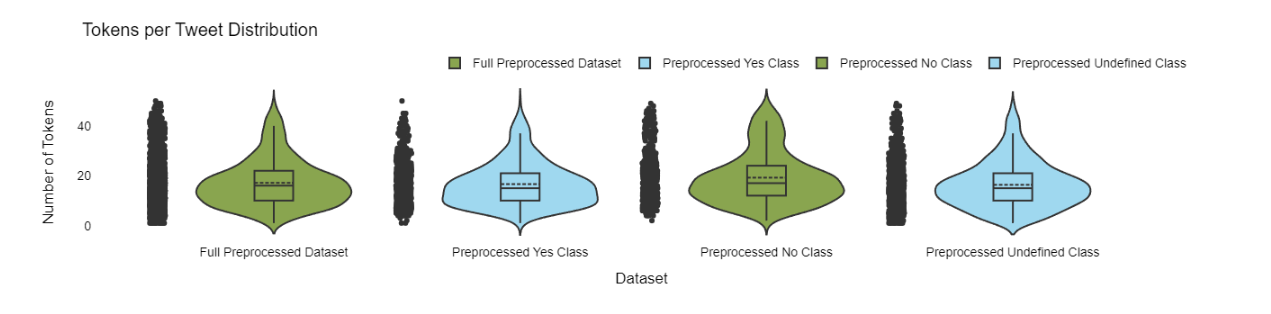 Tokens per Tweet Distribution
Full Preprocessed Dataset Preprocessed Yes Class Preprocessed No Class Preprocessed Undefined Class
Number of Tokens
40
20
0
Full Preprocessed Dataset Preprocessed Yes Class Preprocessed No Class Preprocessed Undefined Class
Dataset